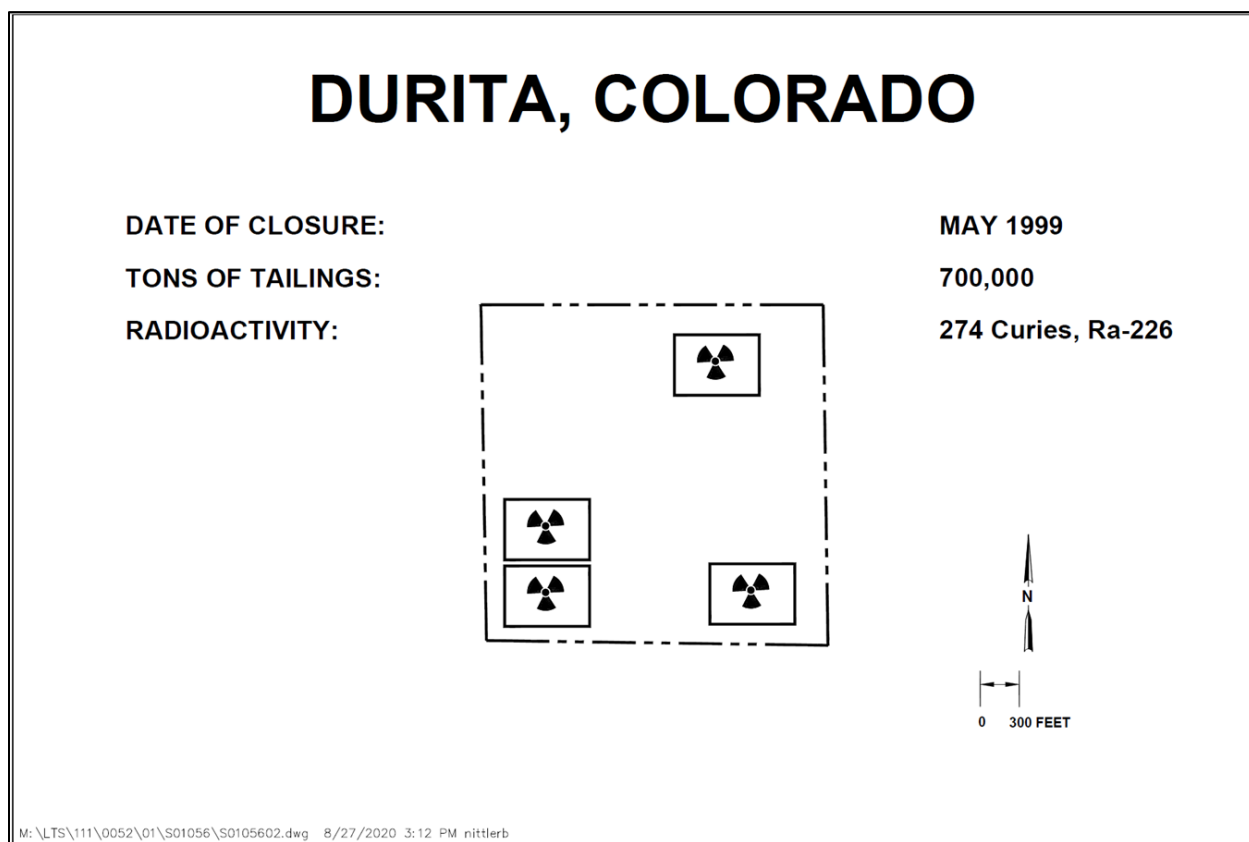 DURITA, COLORADO
DATE OF CLOSURE: MAY 1999
TONS OF TAILINGS: 700,000
RADIOACTIVITY: 274 Curies, Ra-226
N
0 300 FEET
M:\LTS\111\0052\01\S01056\S0105602.dwg 8/27/2020 3:12 PM nittlerb